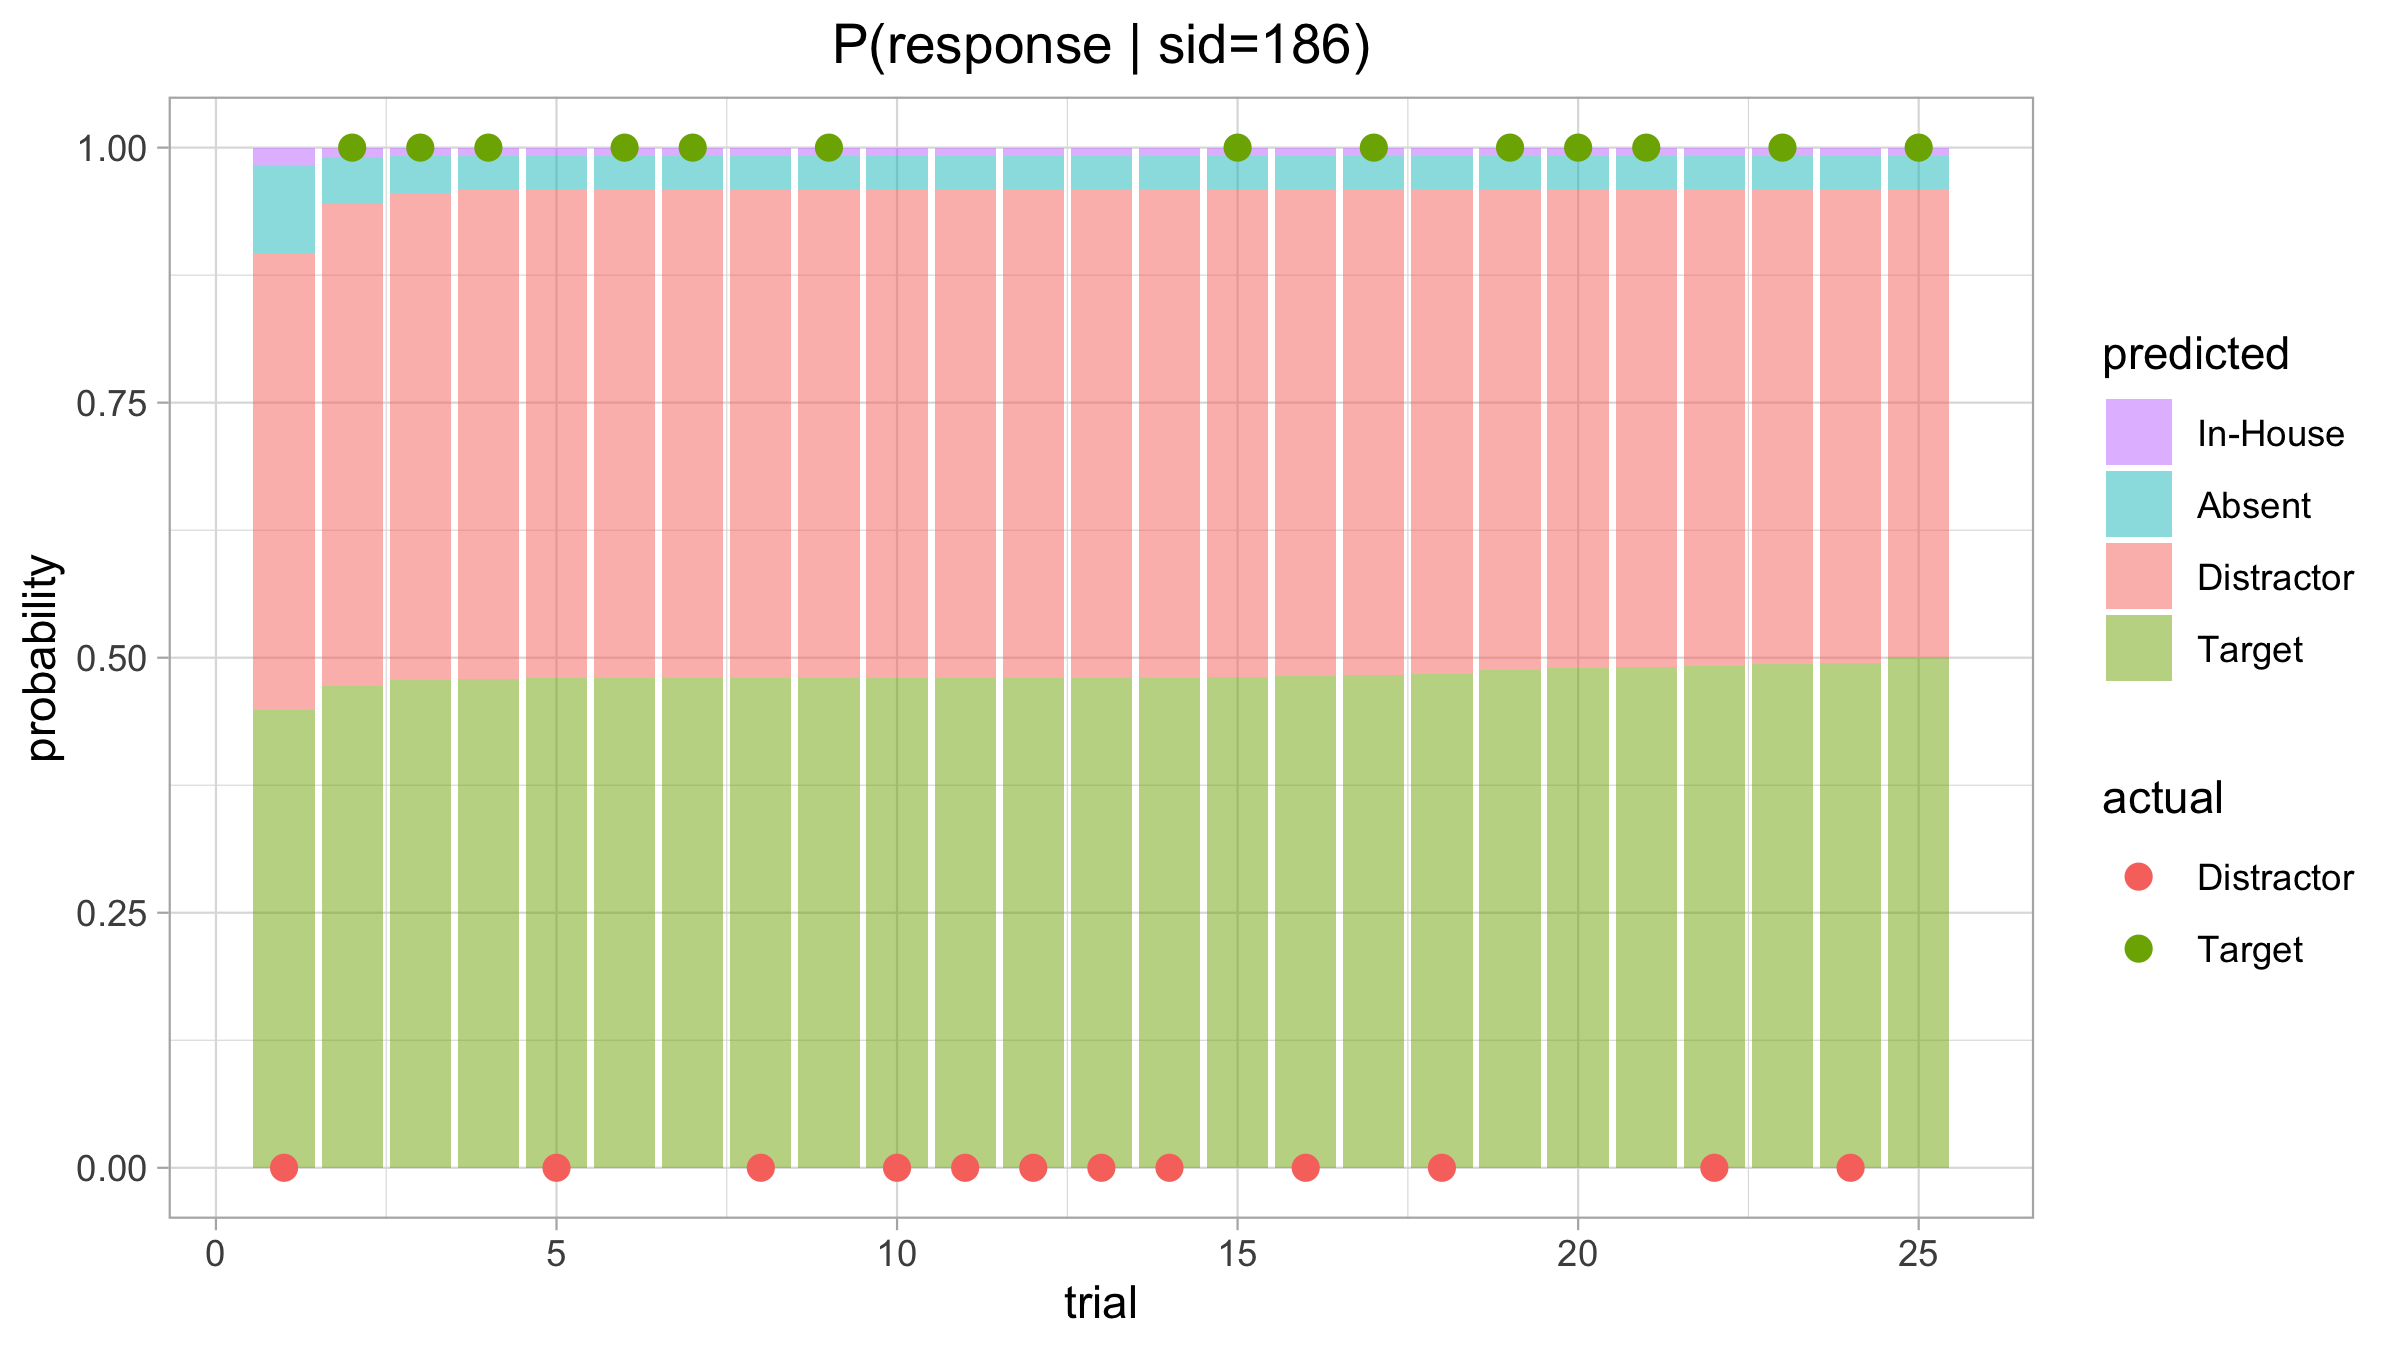 P(response | sid=186)
probability
1.00
0.75
0.50
0.25
0.00
0 5 10 15 20 25
trial
predicted
In-House
Absent
Distractor
Target
actual
Distractor
Target